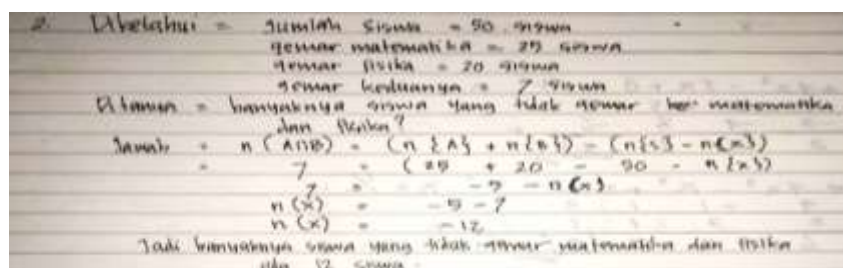 2. Diketahui = Jumlah siswa = 50 siswa
gemar matematika = 25 siswa
gemar fisika = 20 siswa
gemar keduanya = 7 siswa
Ditanya = banyaknya siswa yang tidak gemar ber matematika
dan fisika?
Jawab = n (A∩B) = (n {A} + n{B}) - (n{s} - n{x})
= 7 = (25 + 20 - 50 - n{x})
7 = -5 - n{x}
n(x) = -5-7
n(x) = -12
Jadi banyaknya siswa yang tidak gemar matematika dan fisika
ada 12 siswa.